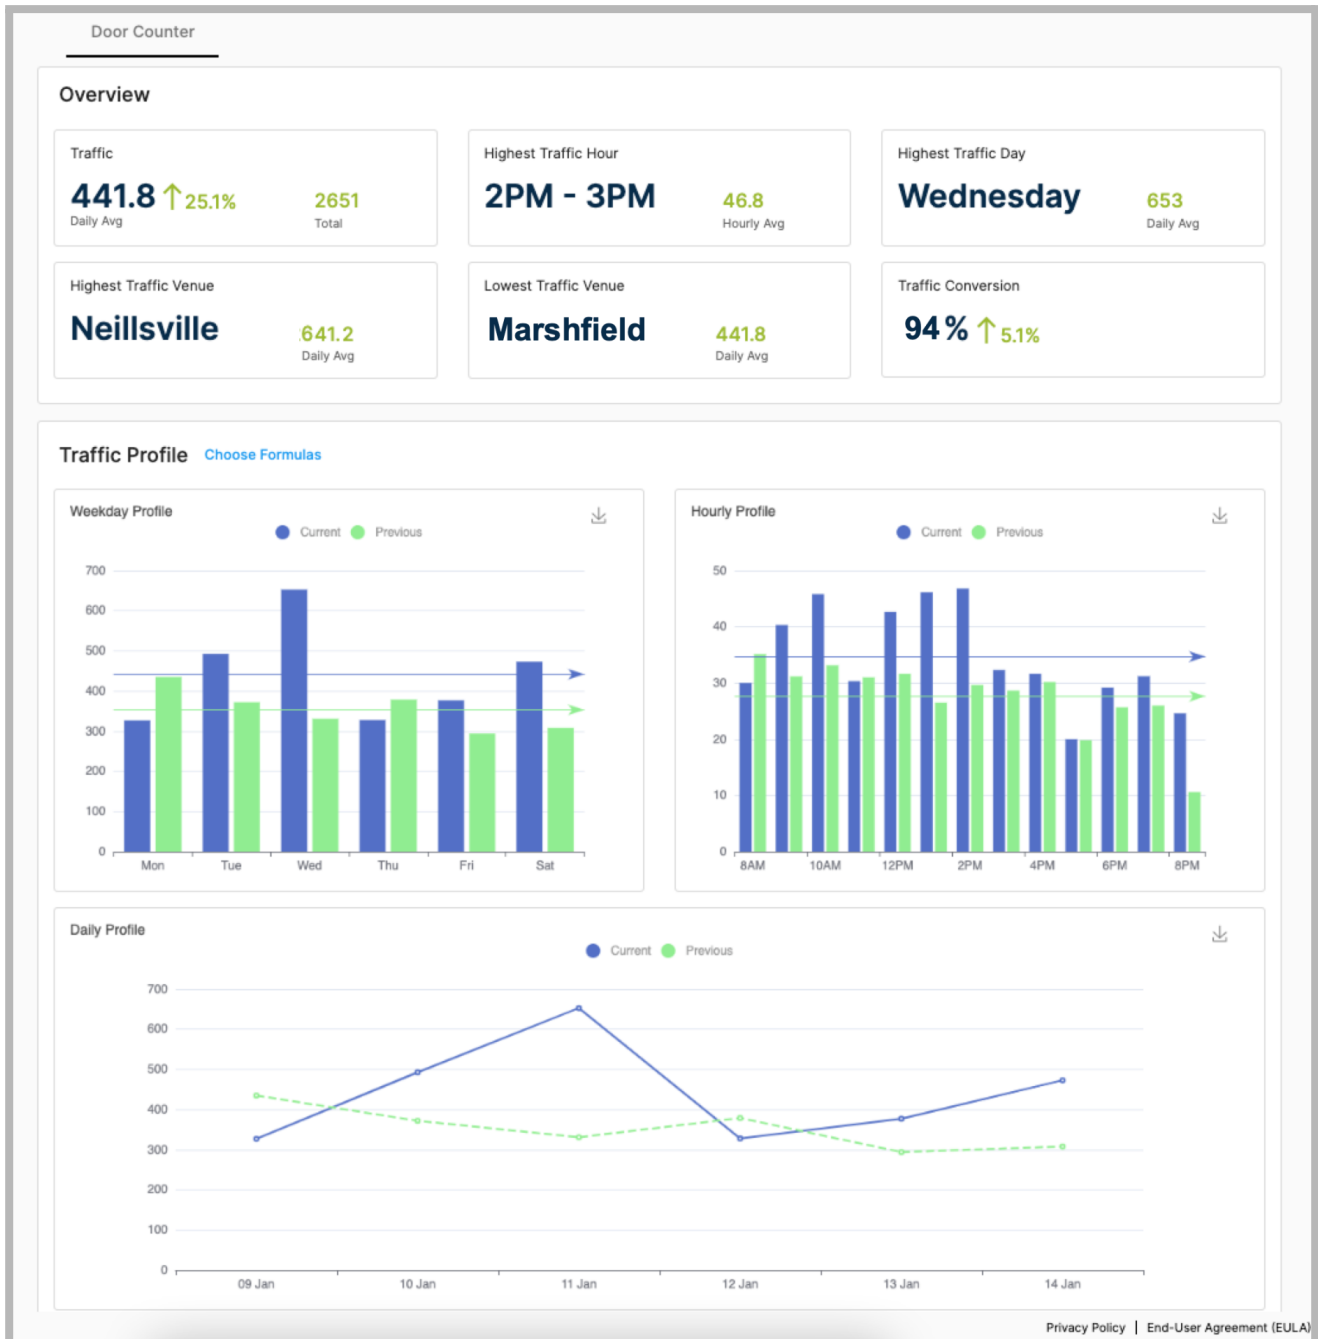 Door Counter
Overview
Traffic
441.8 ↑25.1%
2651
Daily Avg
Total
Highest Traffic Hour
2PM - 3PM
46.8
Hourly Avg
Highest Traffic Day
Wednesday
653
Daily Avg
Highest Traffic Venue
Neillsville
641.2
Daily Avg
Lowest Traffic Venue
Marshfield
441.8
Daily Avg
Traffic Conversion
94% ↑5.1%
Traffic Profile Choose Formulas
Weekday Profile
Current Previous
700
600
500
400
300
200
100
0
Mon Tue Wed Thu Fri Sat
Hourly Profile
Current Previous
50
40
30
20
10
0
8AM 10AM 12PM 2PM 4PM 6PM 8PM
Daily Profile
Current Previous
700
600
500
400
300
200
100
0
09 Jan 10 Jan 11 Jan 12 Jan 13 Jan 14 Jan
Privacy Policy | End-User Agreement (EULA)